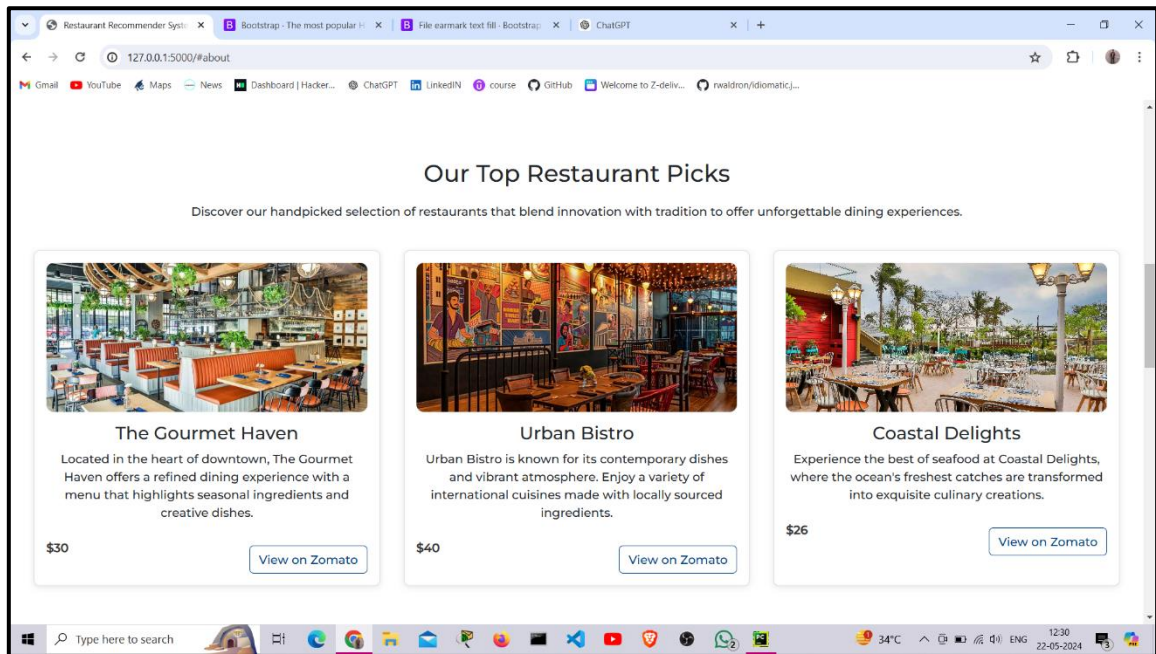 Restaurant Recommender Syste
Bootstrap · The most popular H
File earmark text fill · Bootstrap
ChatGPT
127.0.0.1:5000/#about
Gmail YouTube Maps News Dashboard | Hacker... ChatGPT LinkedIN course GitHub Welcome to Z-deliv... rwaldron/idiomatic.j...
Our Top Restaurant Picks
Discover our handpicked selection of restaurants that blend innovation with tradition to offer unforgettable dining experiences.
The Gourmet Haven
Located in the heart of downtown, The Gourmet
Haven offers a refined dining experience with a
menu that highlights seasonal ingredients and
creative dishes.
$30
View on Zomato
Urban Bistro
Urban Bistro is known for its contemporary dishes
and vibrant atmosphere. Enjoy a variety of
international cuisines made with locally sourced
ingredients.
$40
View on Zomato
Coastal Delights
Experience the best of seafood at Coastal Delights,
where the ocean's freshest catches are transformed
into exquisite culinary creations.
$26
View on Zomato
Type here to search
34°C
ENG
12:30
22-05-2024